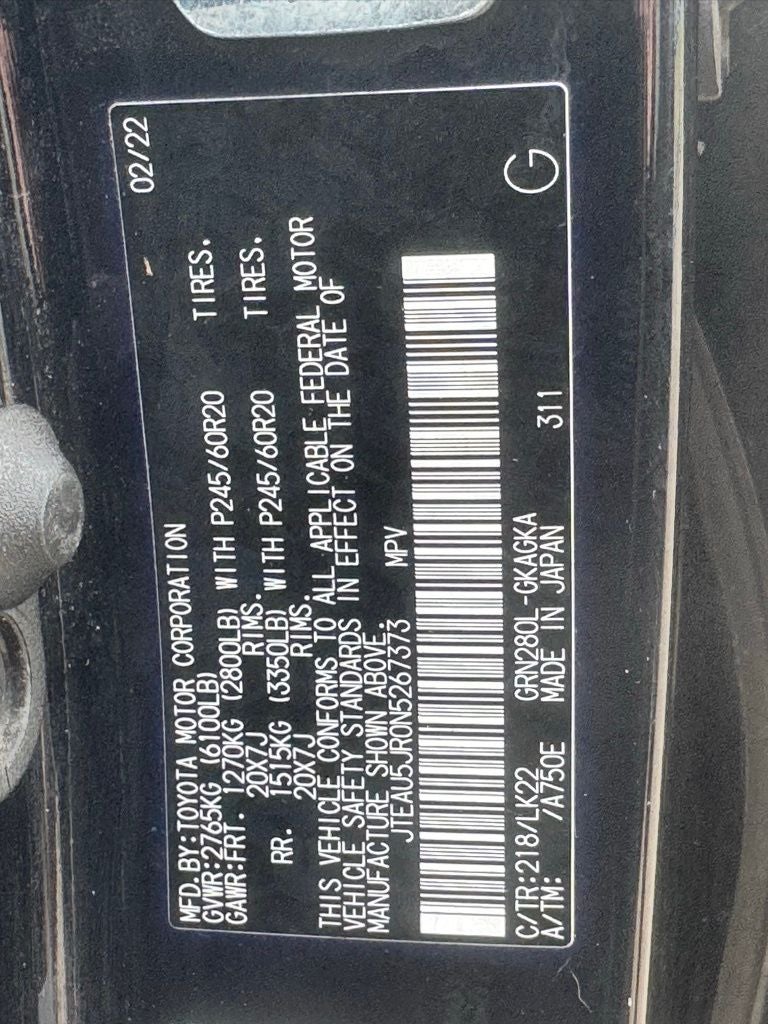 MFD.BY:TOYOTA MOTOR CORPORATION 02/22
GVWR:2765KG (6100LB)
GAWR:FRT. 1270KG (2800LB) WITH P245/60R20 TIRES.
20X7J RIMS.
RR. 1515KG (3350LB) WITH P245/60R20 TIRES.
20X7J RIMS.
THIS VEHICLE CONFORMS TO ALL APPLICABLE FEDERAL MOTOR
VEHICLE SAFETY STANDARDS IN EFFECT ON THE DATE OF
MANUFACTURE SHOWN ABOVE.
JTEAU5JR0N5267373 MPV
C/TR:218/LK22 GRN280L-GKAGKA G
A/TM: /A750E MADE IN JAPAN 311